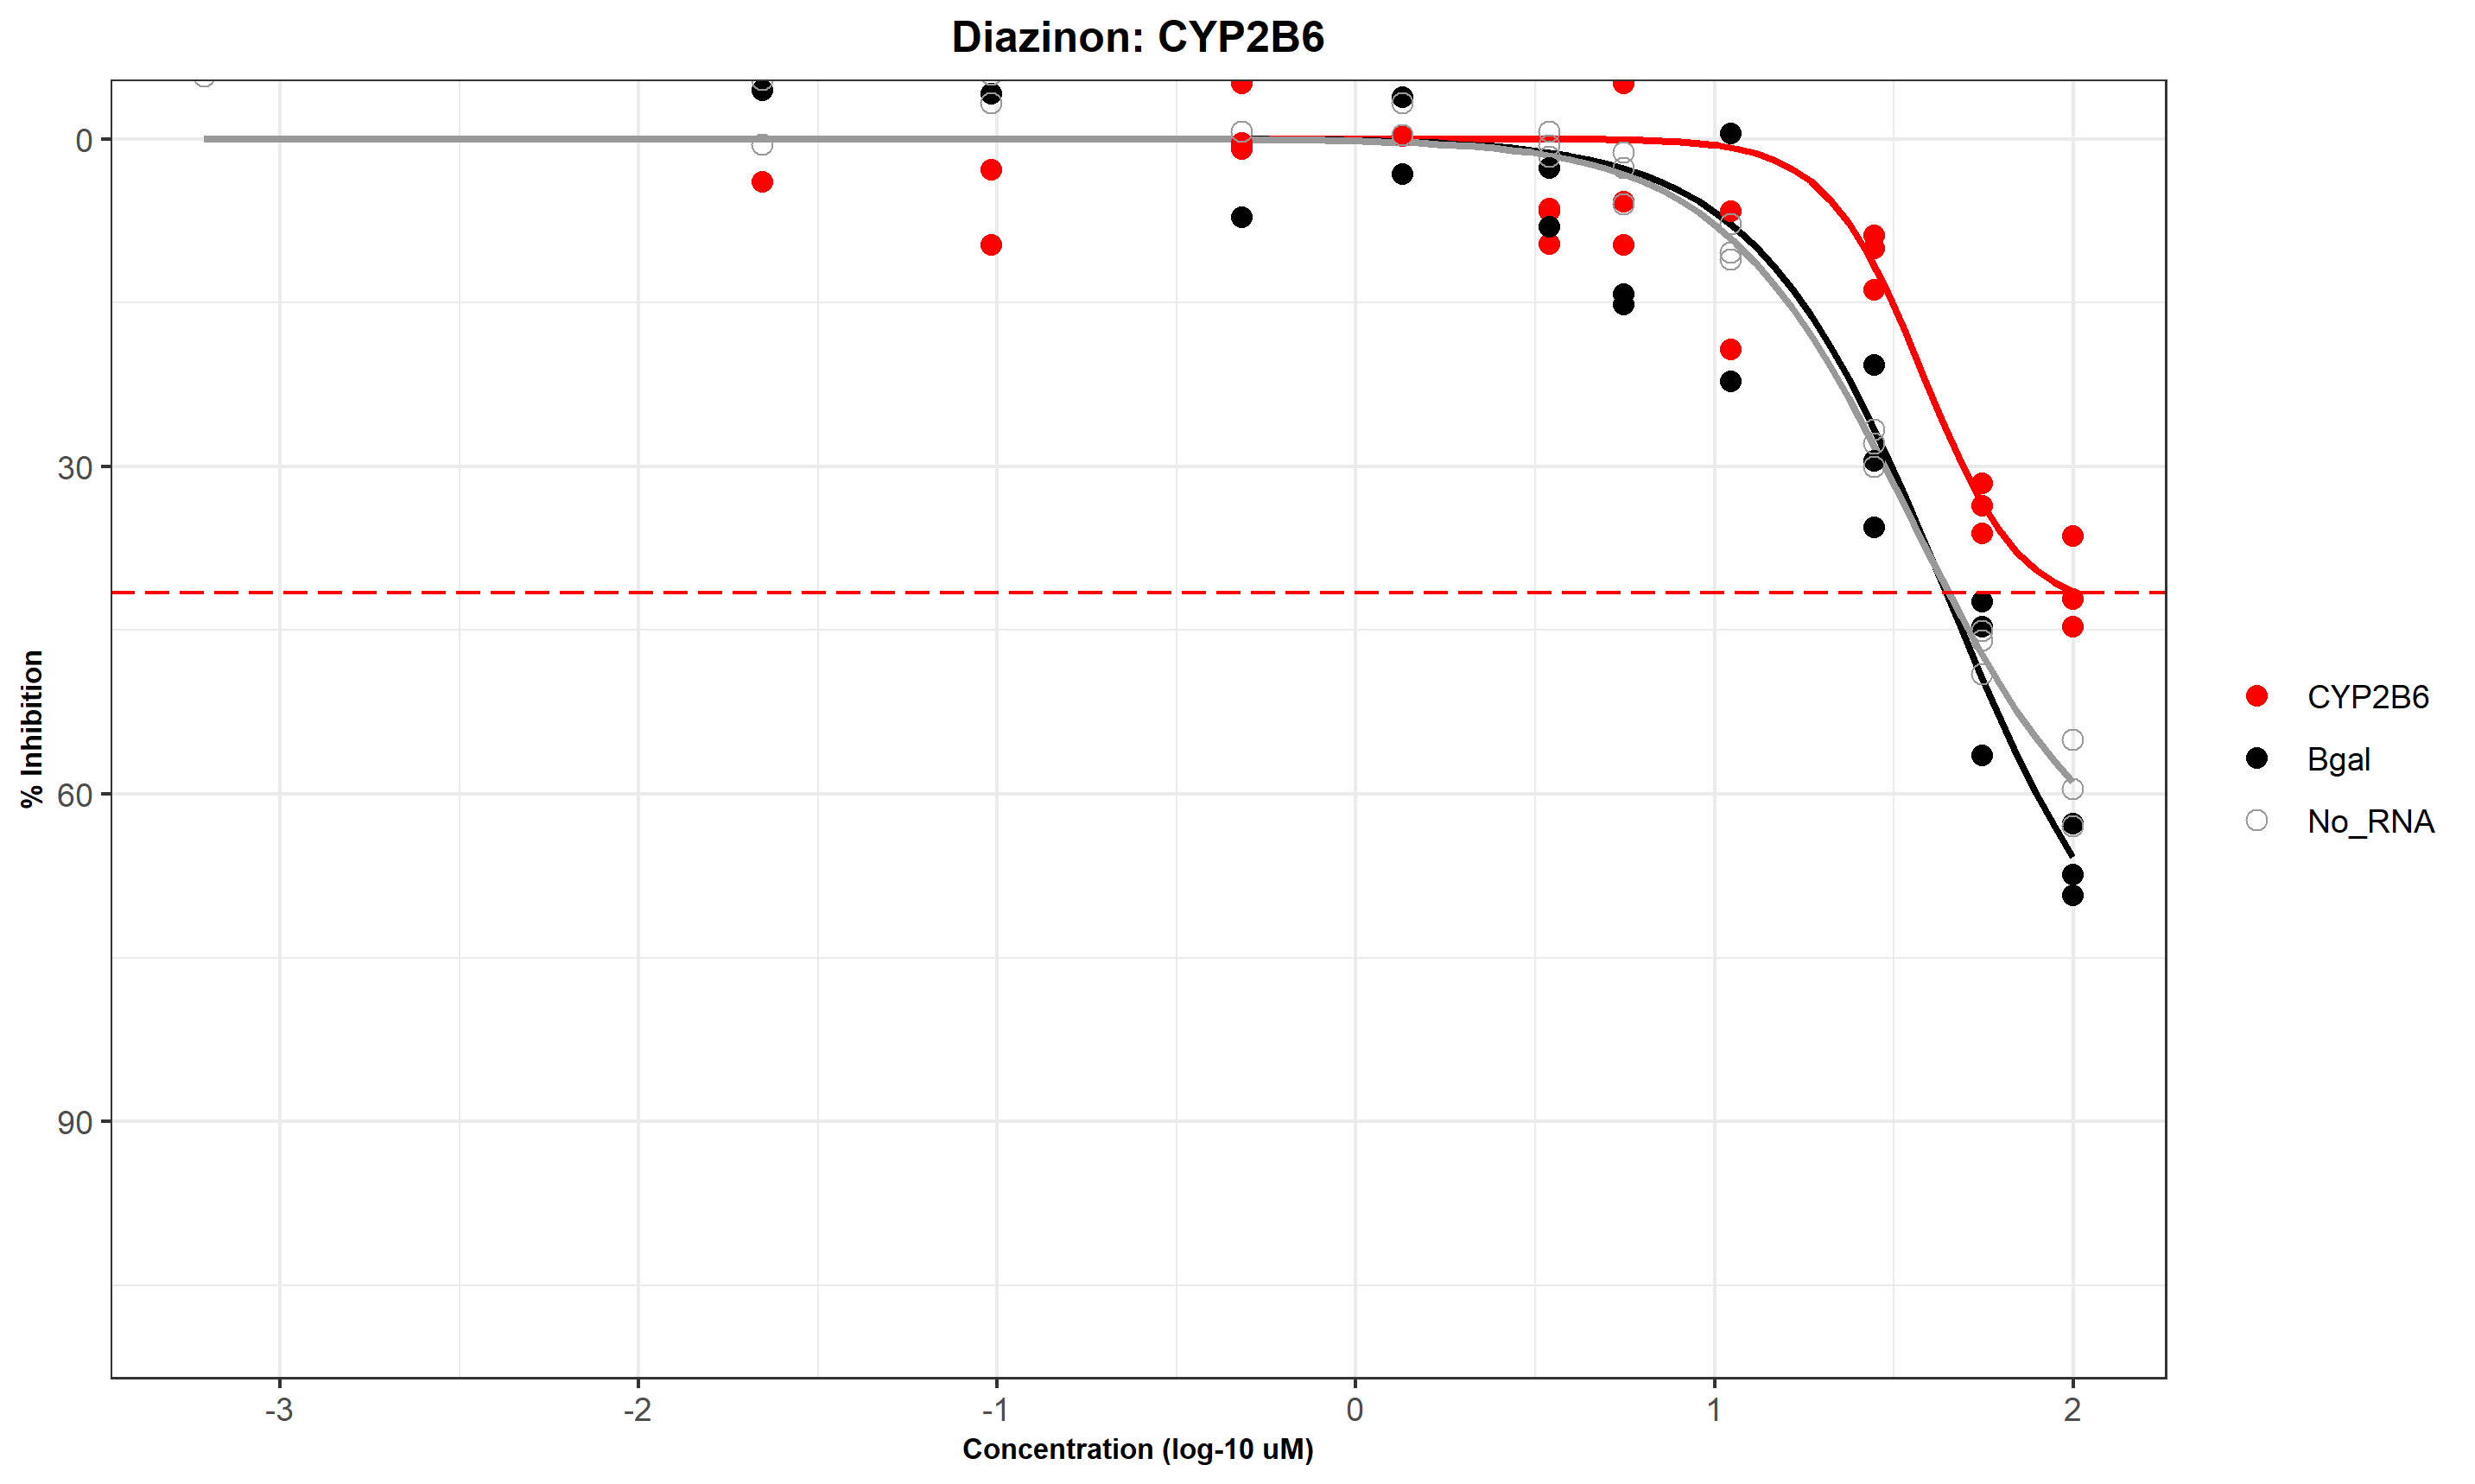 Diazinon: CYP2B6
0
30
60
90
% Inhibition
-3
-2
-1
0
1
2
Concentration (log-10 uM)
CYP2B6
Bgal
No_RNA